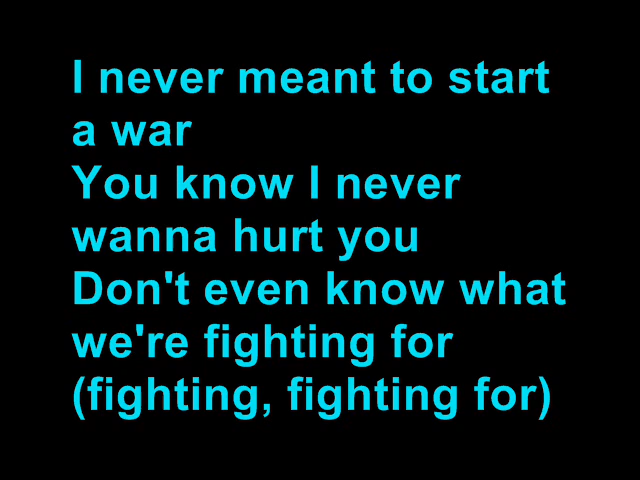 I never meant to start
a war
You know I never
wanna hurt you
Don't even know what
we're fighting for
(fighting, fighting for)